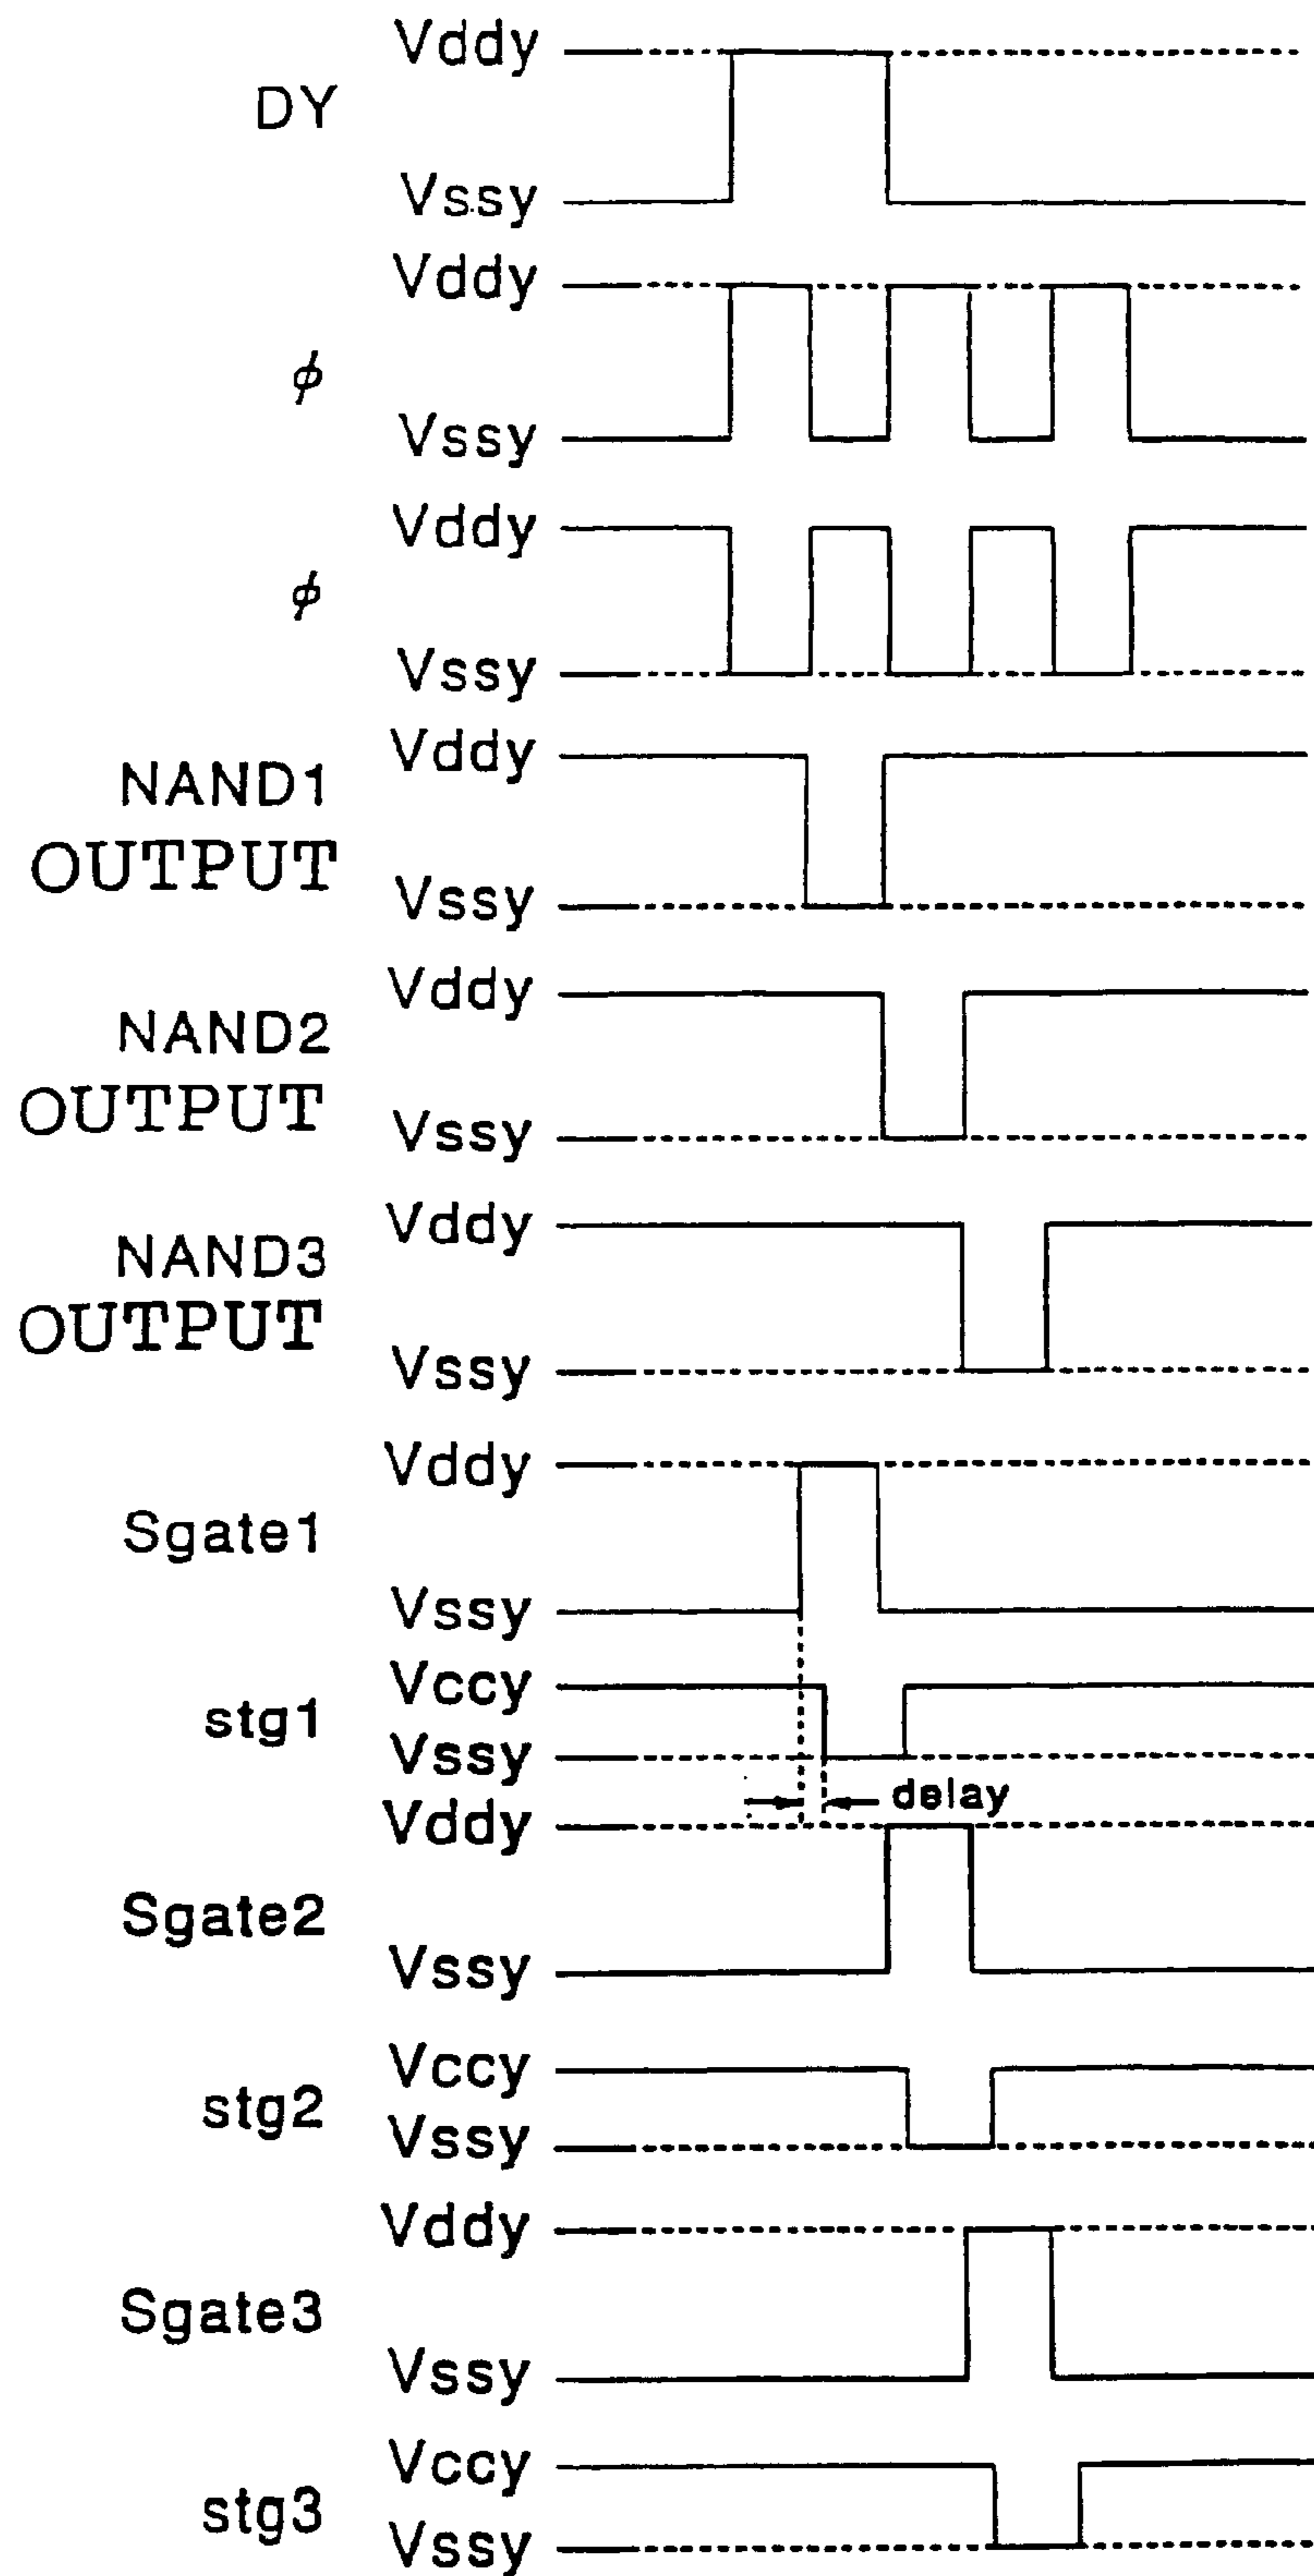 Vddy
DY
Vssy
Vddy
ϕ
Vssy
Vddy
ϕ
Vssy
Vddy
NAND1
OUTPUT
Vssy
Vddy
NAND2
OUTPUT
Vssy
Vddy
NAND3
OUTPUT
Vssy
Vddy
Sgate1
Vssy
Vccy
stg1
Vssy
delay
Vddy
Sgate2
Vssy
Vccy
stg2
Vssy
Vddy
Sgate3
Vssy
Vccy
stg3
Vssy